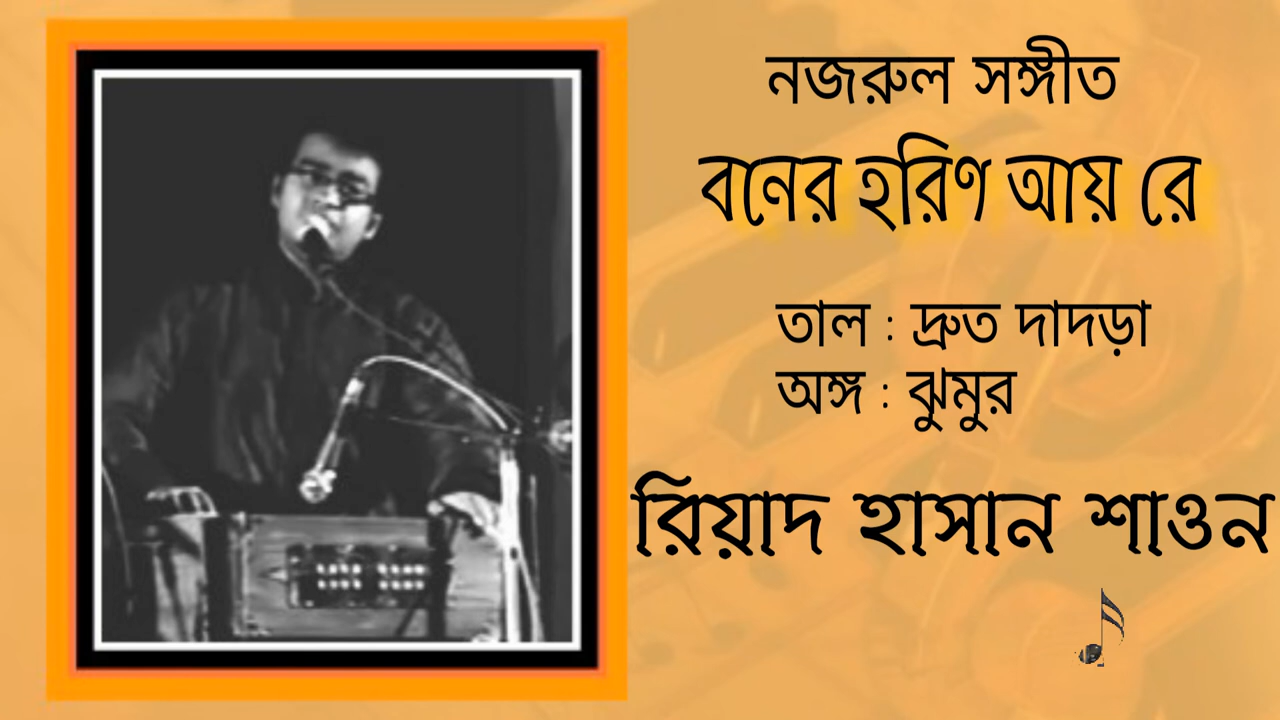 নজরুল সঙ্গীত
বনের হরিণ আয় রে
তাল : দ্রুত দাদড়া
অঙ্গ : ঝুমুর
রিয়াদ হাসান শাওন